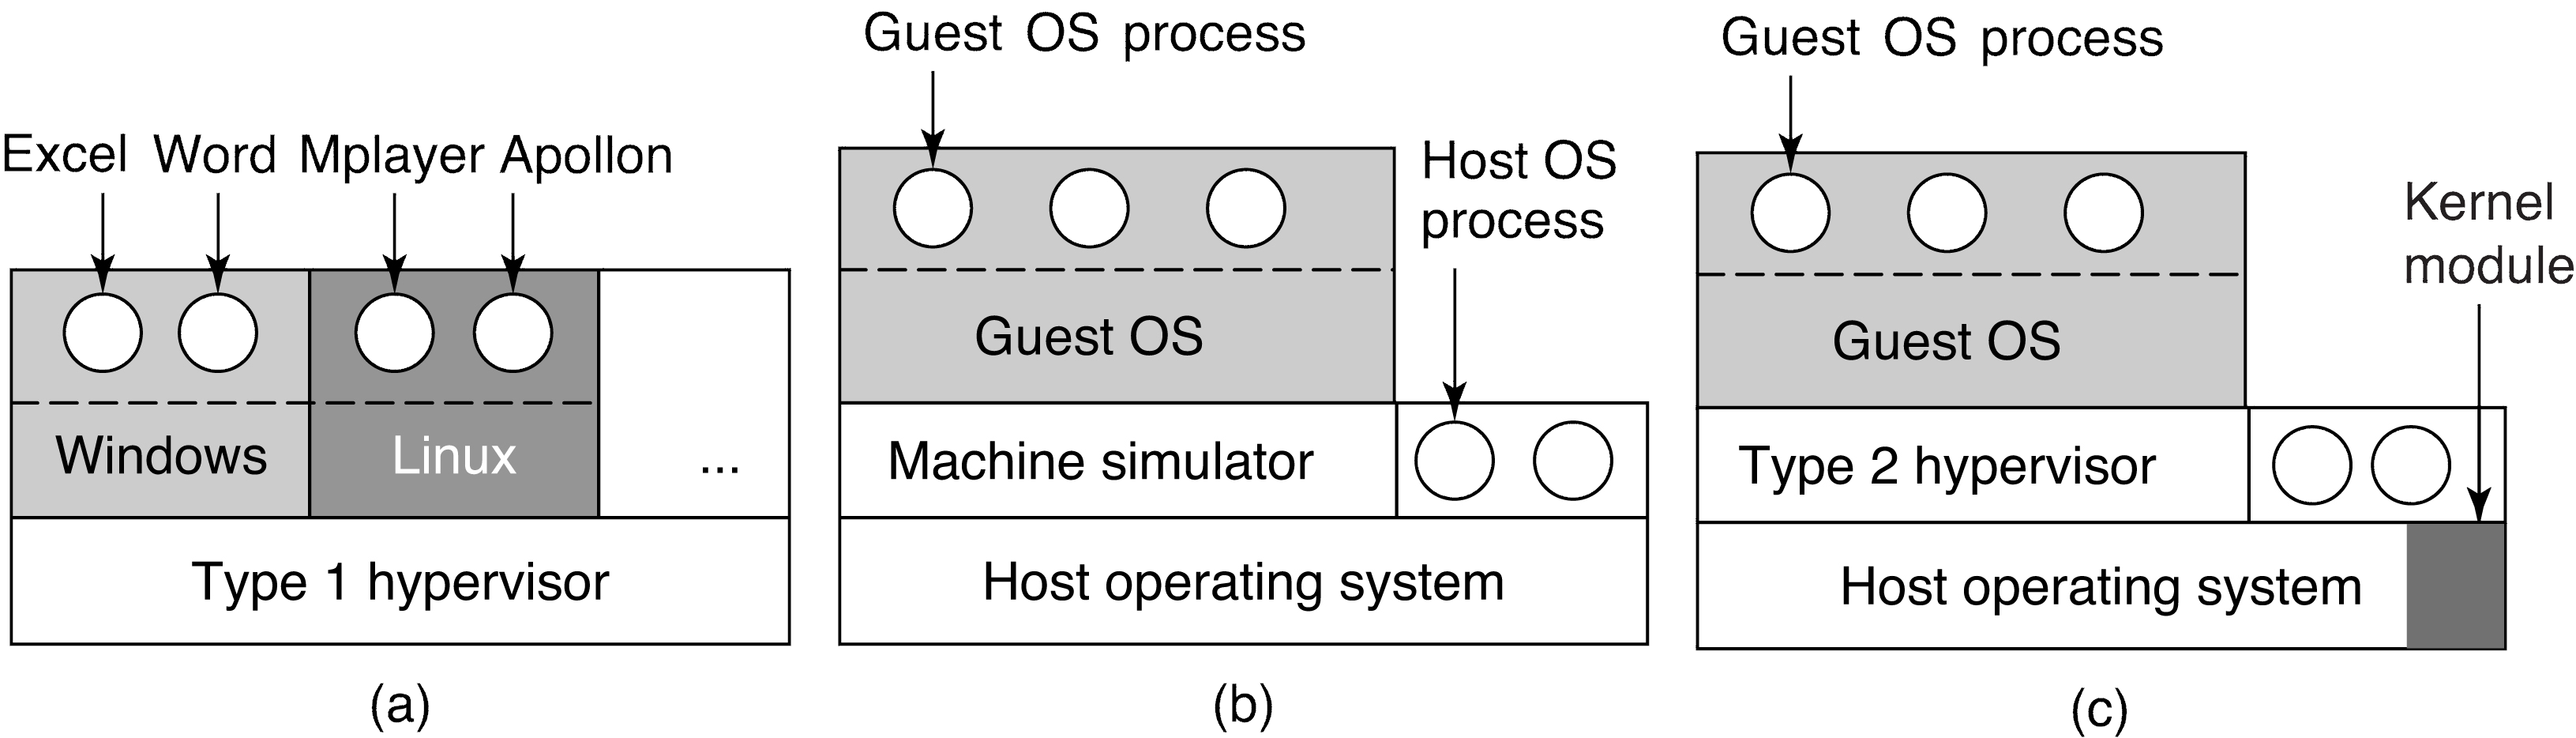 Excel Word Mplayer Apollon
Windows
Linux
...
Type 1 hypervisor
(a)
Guest OS process
Host OS
process
Guest OS
Machine simulator
Host operating system
(b)
Guest OS process
Kernel
module
Guest OS
Type 2 hypervisor
Host operating system
(c)